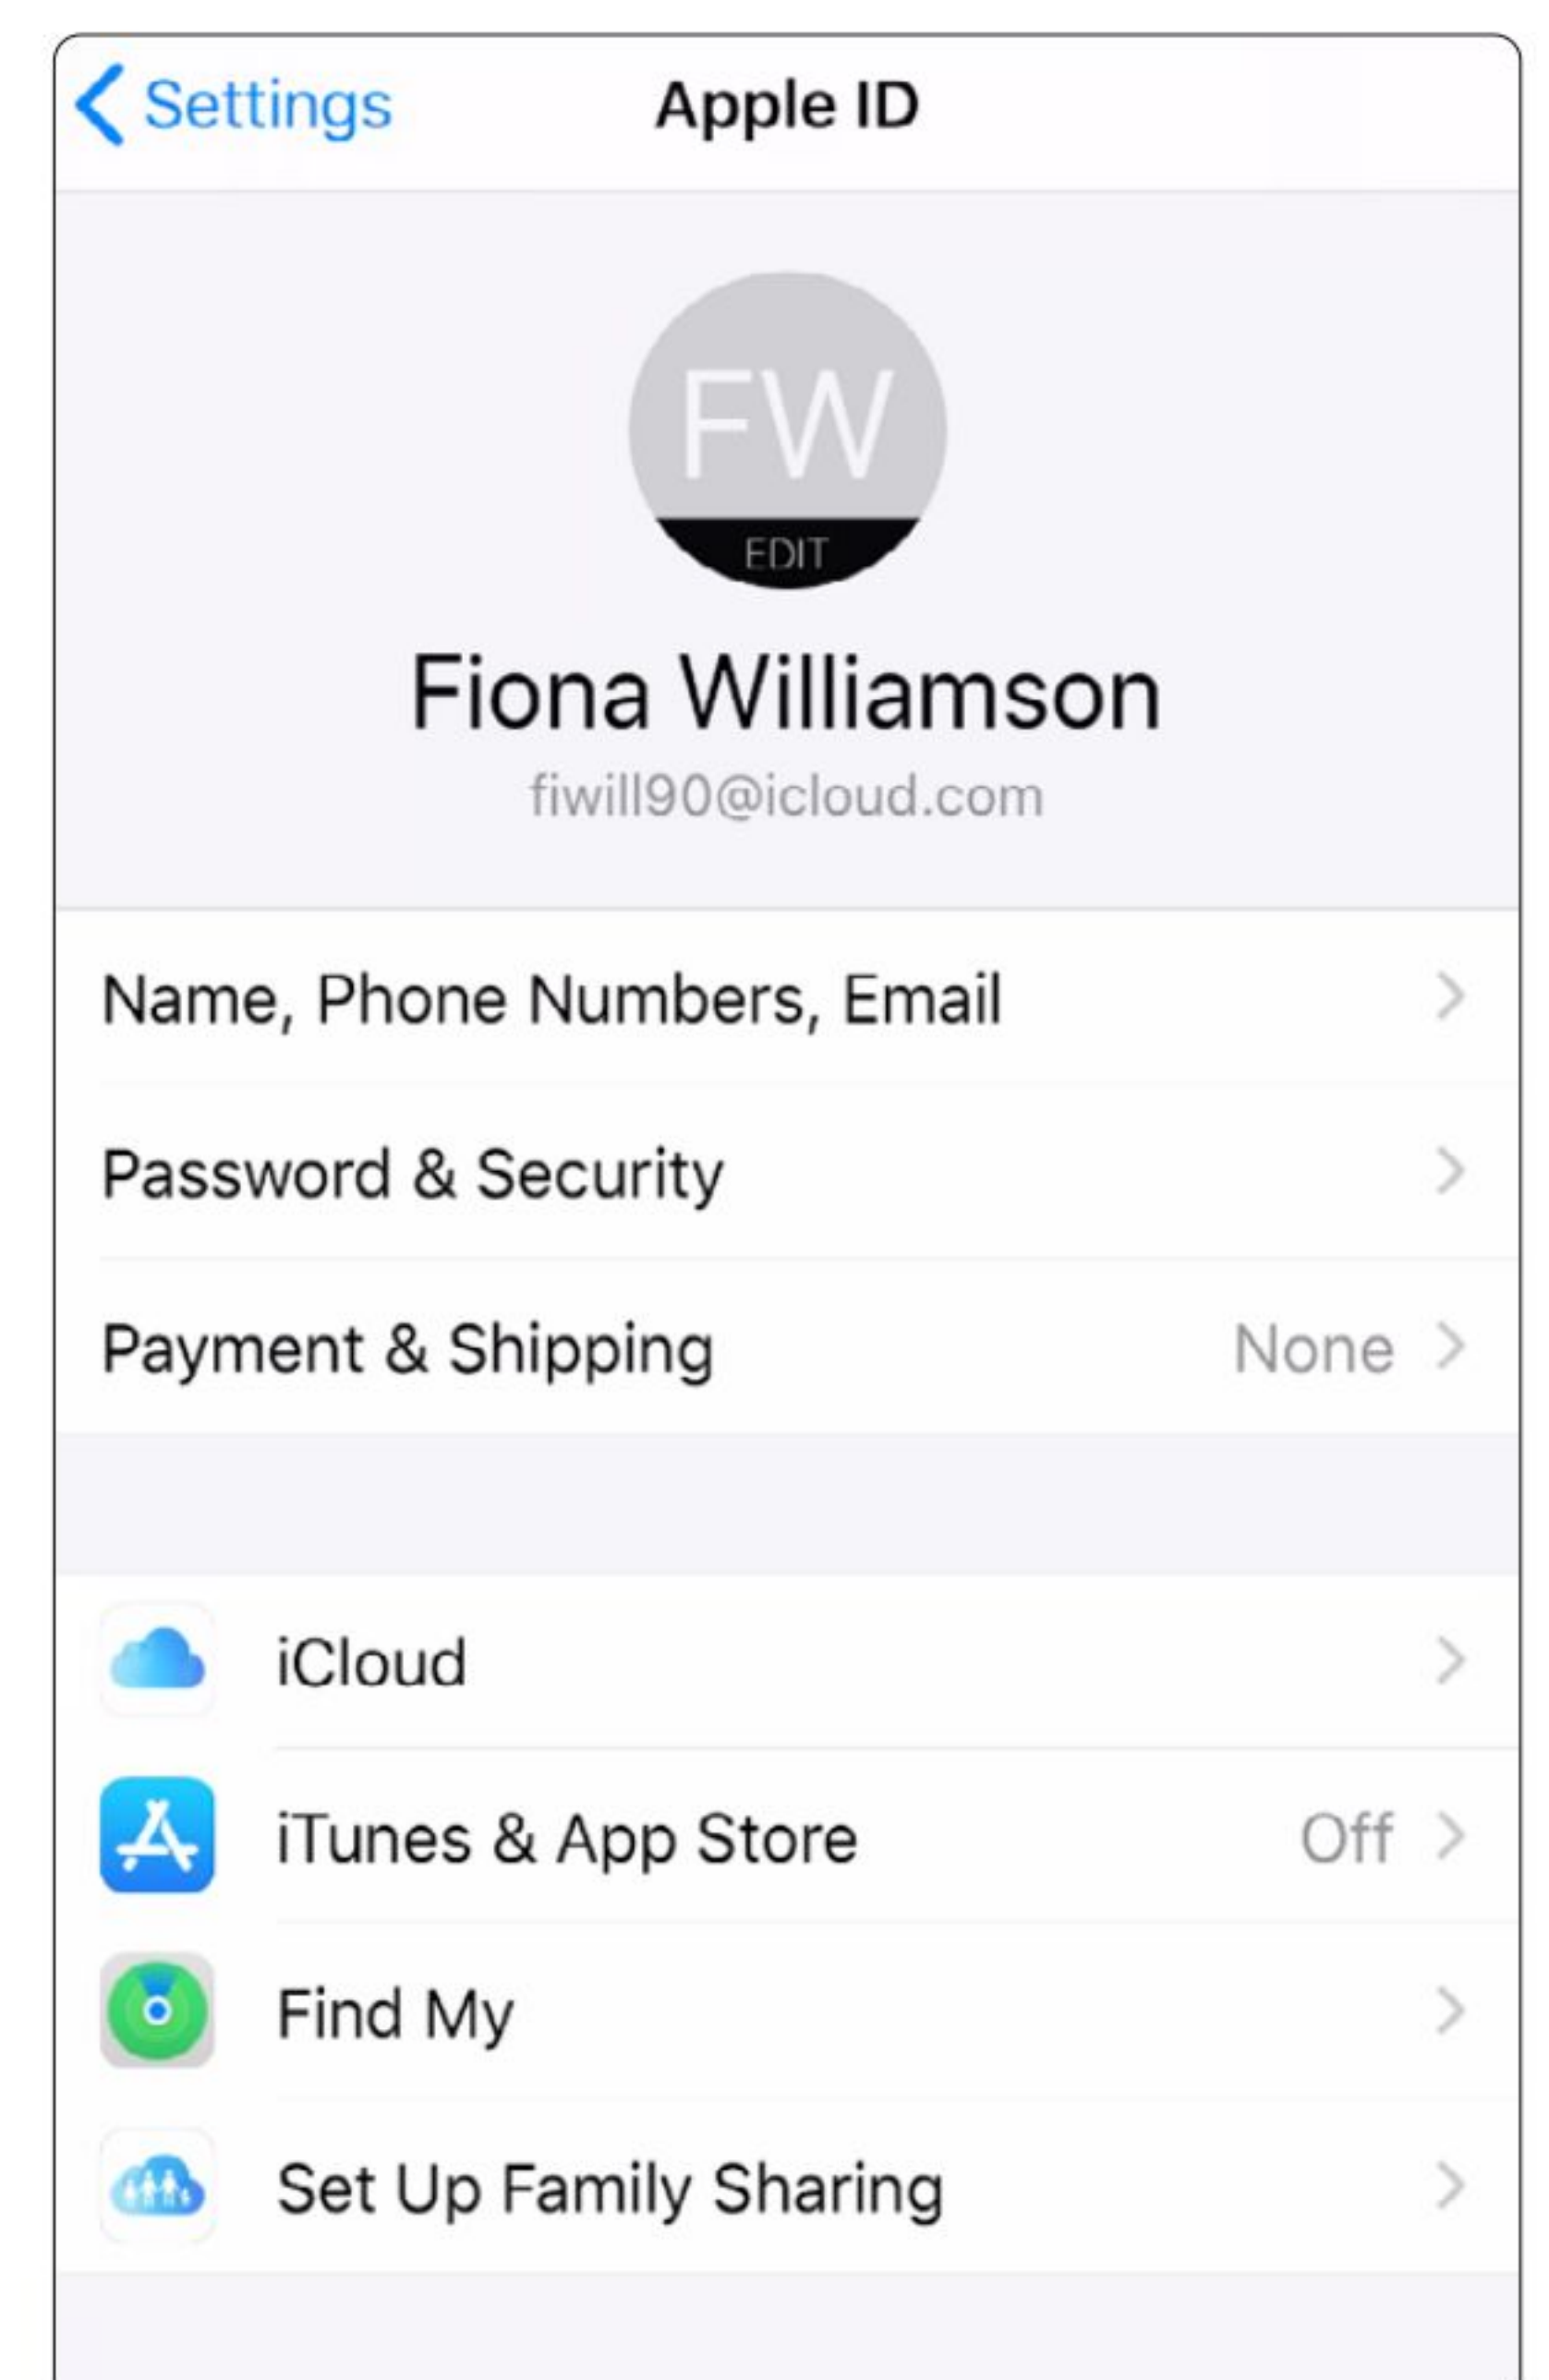 Settings
Apple ID
FW
EDIT
Fiona Williamson
fiwill90@icloud.com
Name, Phone Numbers, Email
Password & Security
Payment & Shipping None
iCloud
iTunes & App Store Off
Find My
Set Up Family Sharing